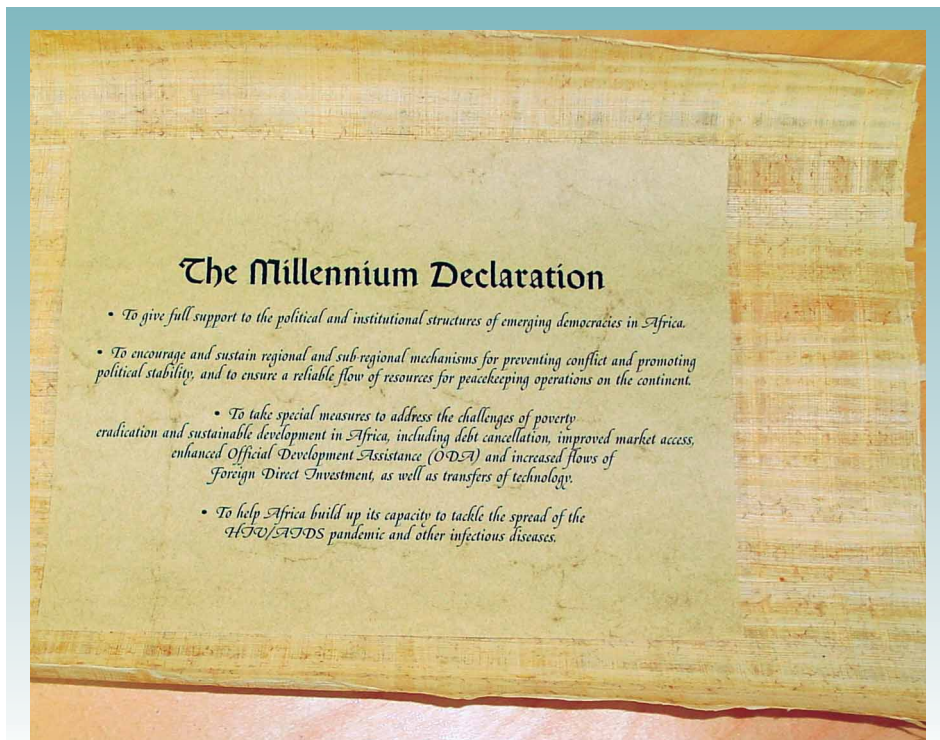 The Millennium Declaration
• To give full support to the political and institutional structures of emerging democracies in Africa.
• To encourage and sustain regional and sub-regional mechanisms for preventing conflict and promoting
political stability, and to ensure a reliable flow of resources for peacekeeping operations on the continent.
• To take special measures to address the challenges of poverty
eradication and sustainable development in Africa, including debt cancellation, improved market access,
enhanced Official Development Assistance (ODA) and increased flows of
Foreign Direct Investment, as well as transfers of technology.
• To help Africa build up its capacity to tackle the spread of the
HIV/AIDS pandemic and other infectious diseases.